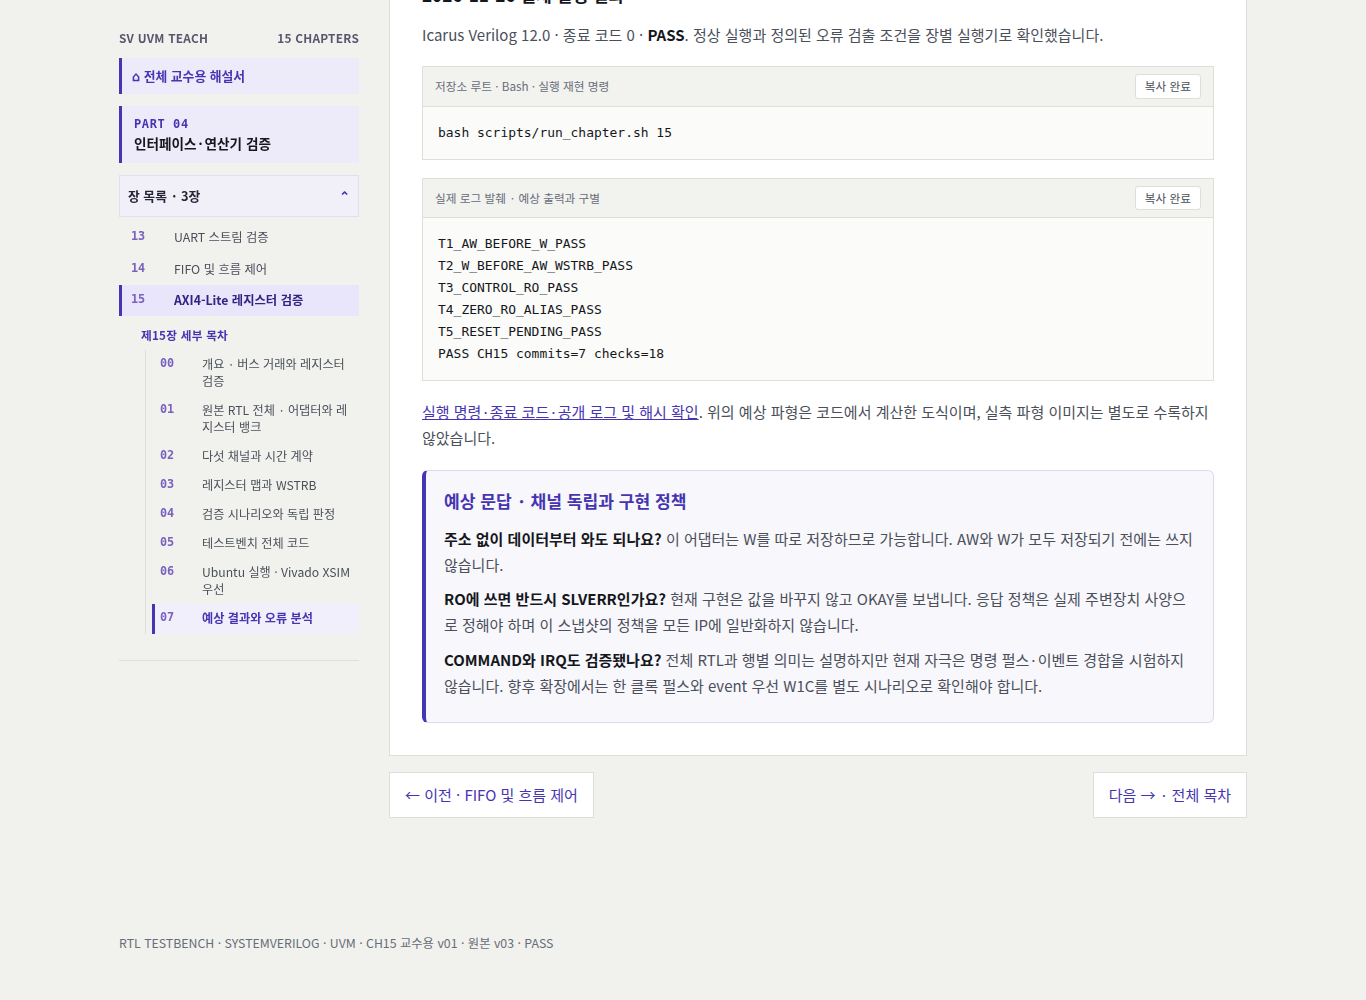 SV UVM TEACH 15 CHAPTERS
⌂ 전체 교수용 해설서
PART 04
인터페이스·연산기 검증
장 목록 · 3장
13 UART 스트림 검증
14 FIFO 및 흐름 제어
15 AXI4-Lite 레지스터 검증
제15장 세부 목차
00 개요 · 버스 거래와 레지스터
검증
01 원본 RTL 전체 · 어댑터와 레
지스터 뱅크
02 다섯 채널과 시간 계약
03 레지스터 맵과 WSTRB
04 검증 시나리오와 독립 판정
05 테스트벤치 전체 코드
06 Ubuntu 실행 · Vivado XSIM
우선
07 예상 결과와 오류 분석
Icarus Verilog 12.0 · 종료 코드 0 · PASS. 정상 실행과 정의된 오류 검출 조건을 장별 실행기로 확인했습니다.
저장소 루트 · Bash · 실행 재현 명령
복사 완료
bash scripts/run_chapter.sh 15
실제 로그 발췌 · 예상 출력과 구별
복사 완료
T1_AW_BEFORE_W_PASS
T2_W_BEFORE_AW_WSTRB_PASS
T3_CONTROL_RO_PASS
T4_ZERO_RO_ALIAS_PASS
T5_RESET_PENDING_PASS
PASS CH15 commits=7 checks=18
실행 명령·종료 코드·공개 로그 및 해시 확인. 위의 예상 파형은 코드에서 계산한 도식이며, 실측 파형 이미지는 별도로 수록하지
않았습니다.
예상 문답 · 채널 독립과 구현 정책
주소 없이 데이터부터 와도 되나요? 이 어댑터는 W를 따로 저장하므로 가능합니다. AW와 W가 모두 저장되기 전에는 쓰지
않습니다.
RO에 쓰면 반드시 SLVERR인가요? 현재 구현은 값을 바꾸지 않고 OKAY를 보냅니다. 응답 정책은 실제 주변장치 사양으
로 정해야 하며 이 스냅샷의 정책을 모든 IP에 일반화하지 않습니다.
COMMAND와 IRQ도 검증됐나요? 전체 RTL과 행별 의미는 설명하지만 현재 자극은 명령 펄스·이벤트 경합을 시험하지
않습니다. 향후 확장에서는 한 클록 펄스와 event 우선 W1C를 별도 시나리오로 확인해야 합니다.
← 이전 · FIFO 및 흐름 제어
다음 → · 전체 목차
RTL TESTBENCH · SYSTEMVERILOG · UVM · CH15 교수용 v01 · 원본 v03 · PASS